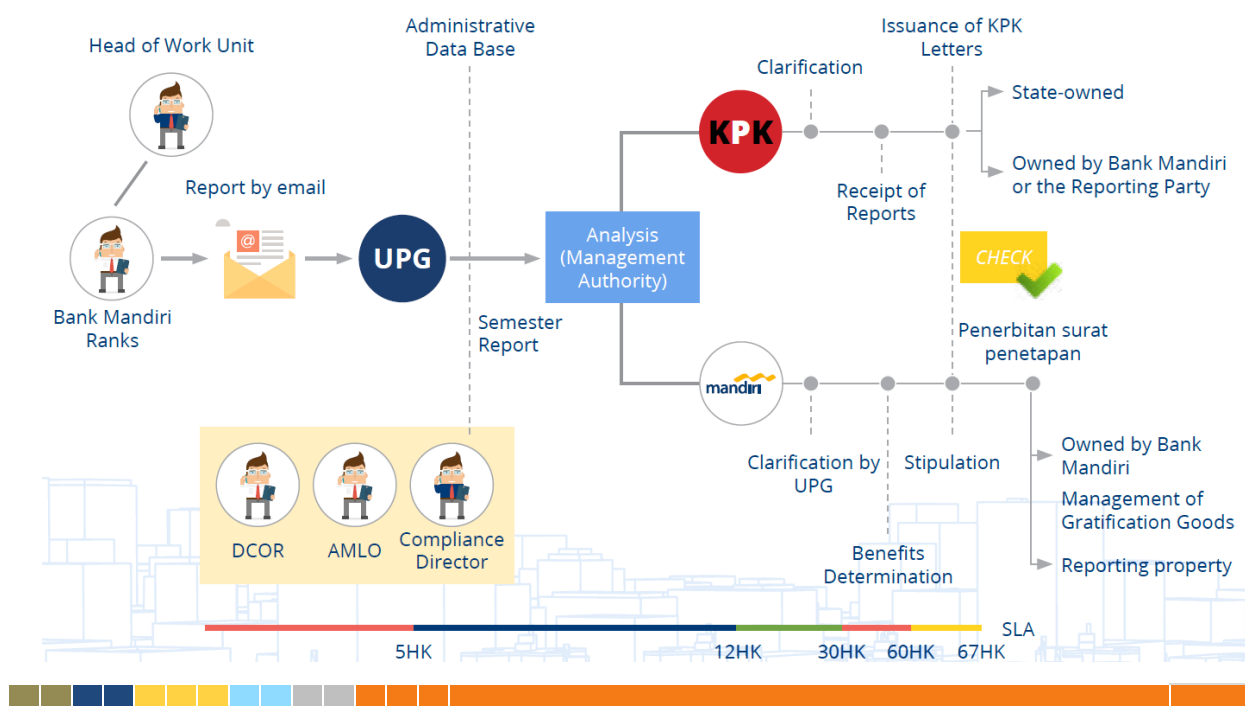 Head of Work Unit
Administrative
Data Base
Issuance of KPK
Letters
Clarification
KPK
State-owned
Report by email
Owned by Bank Mandiri
or the Reporting Party
Receipt of
Reports
@
UPG
Analysis
(Management
Authority)
CHECK
Bank Mandiri
Ranks
Semester
Report
Penerbitan surat
penetapan
mandiri
Clarification by
UPG
Stipulation
Owned by Bank
Mandiri
Management of
Gratification Goods
Benefits
Determination
Reporting property
DCOR
AMLO
Compliance
Director
SLA
5HK
12HK
30HK
60HK
67HK